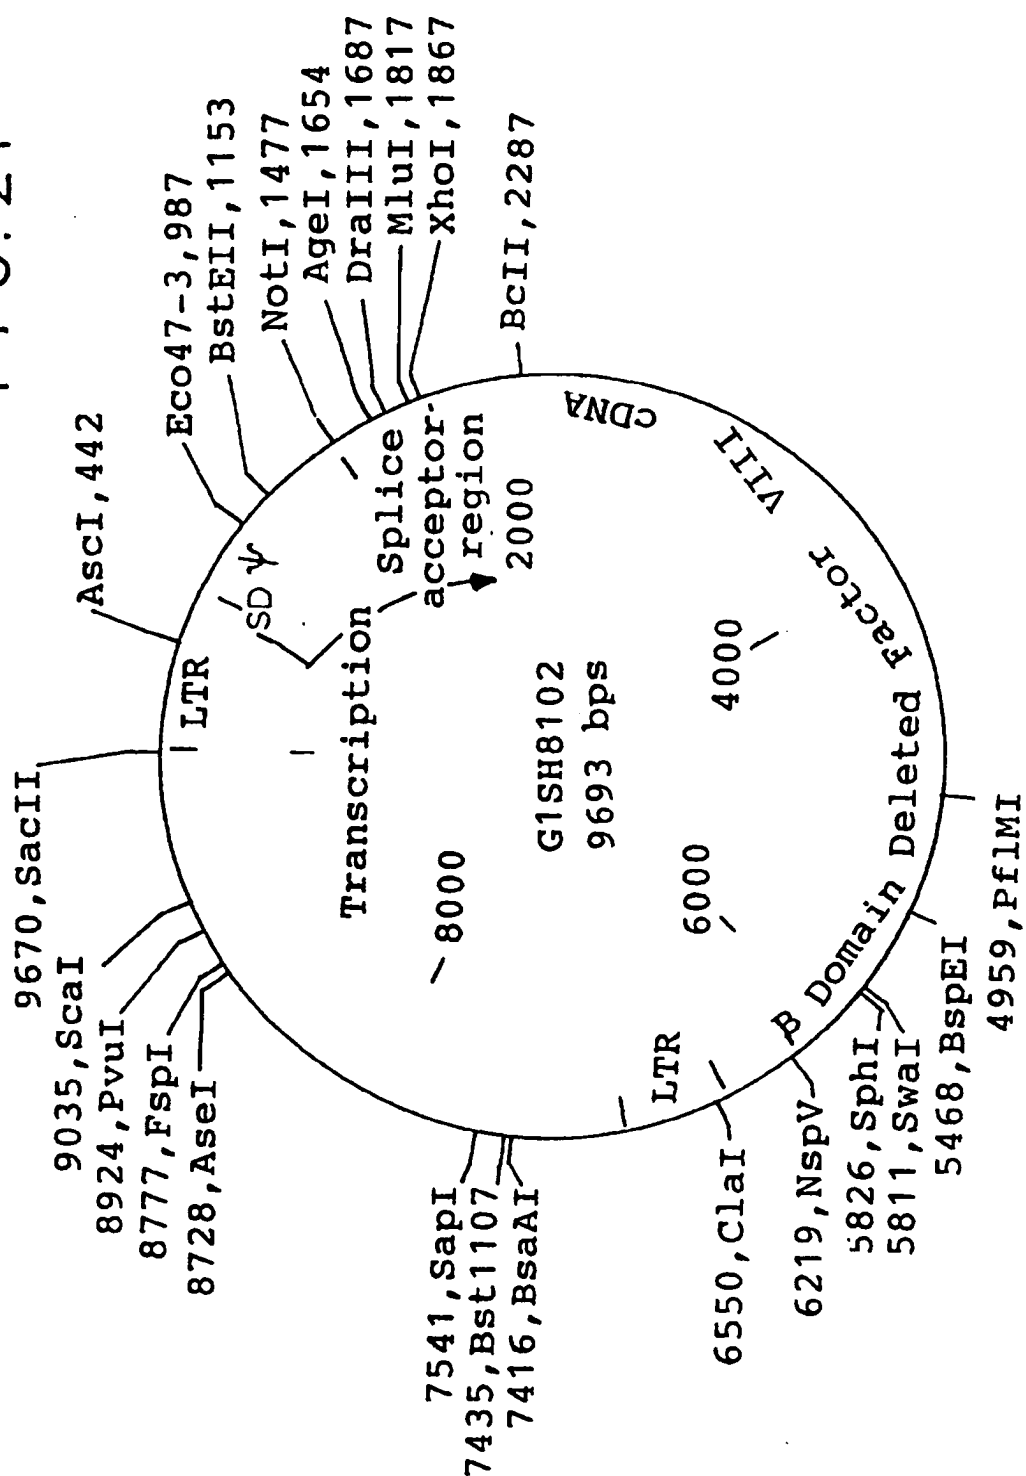 AscI,442
Eco47-3,987
BstEII,1153
NotI,1477
AgeI,1654
DraIII,1687
MluI,1817
XhoI,1867
BclI,2287
9670,SacII
9035,ScaI
8924,PvuI
8777,FspI
8728,AseI
7541,SapI
7435,Bst1107
7416,BsaAI
6550,ClaI
6219,NspV
5826,SphI
5811,SwaI
5468,BspEI
4959,PflMI
LTR
SD ψ
Splice
acceptor
region
Transcription
2000
4000
6000
8000
G1SH8102
9693 bps
LTR
β Domain Deleted Factor VIII cDNA